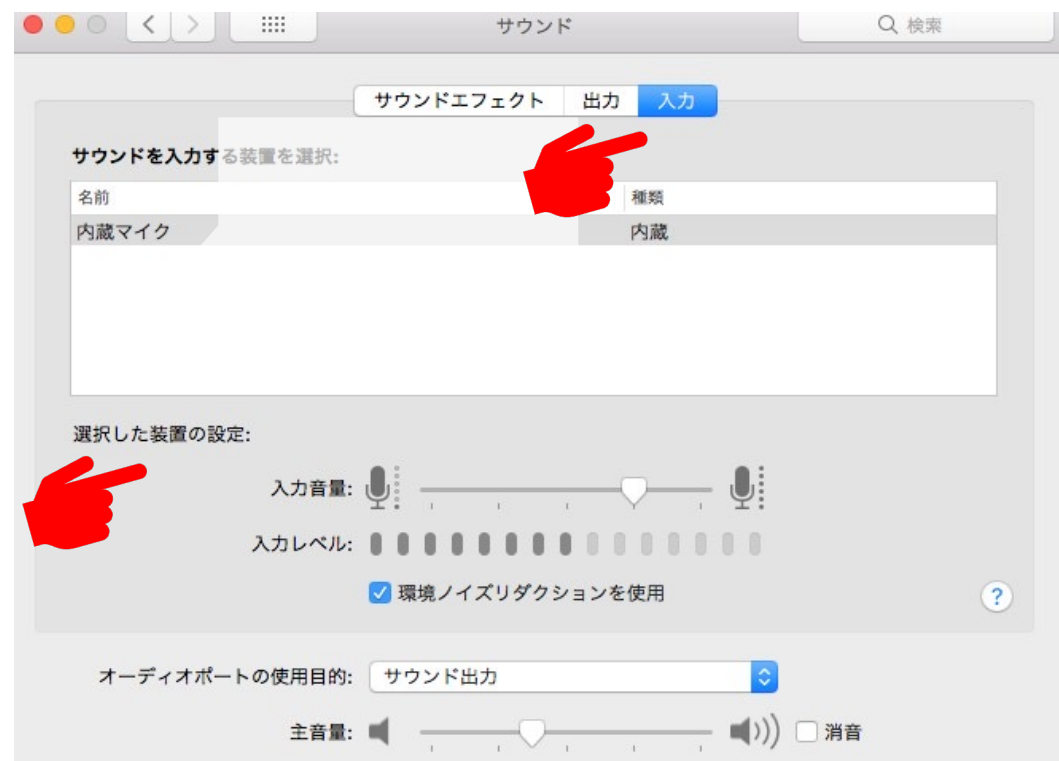 サウンド
検索
サウンドエフェクト 出力 入力
サウンドを入力する装置を選択:
名前 種類
内蔵マイク 内蔵
選択した装置の設定:
入力音量:
入力レベル:
環境ノイズリダクションを使用
?
オーディオポートの使用目的: サウンド出力
主音量: 消音